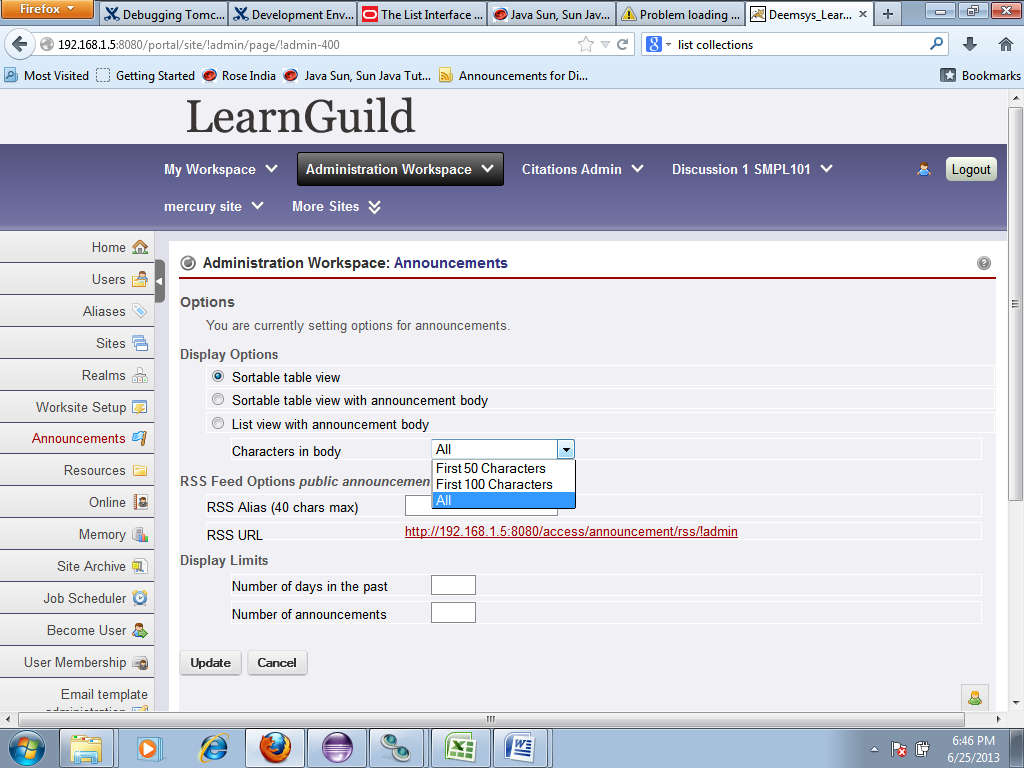 Firefox
Debugging Tomc...
Development Env...
The List Interface ...
Java Sun, Sun Jav...
Problem loading ...
Deemsys_Lear...
192.168.1.5:8080/portal/site/!admin/page/!admin-400
list collections
Most Visited
Getting Started
Rose India
Java Sun, Sun Java Tut...
Announcements for Di...
Bookmarks
LearnGuild
My Workspace
Administration Workspace
Citations Admin
Discussion 1 SMPL101
Logout
mercury site
More Sites
Home
Users
Aliases
Sites
Realms
Worksite Setup
Announcements
Resources
Online
Memory
Site Archive
Job Scheduler
Become User
User Membership
Email template
administration
Administration Workspace: Announcements
Options
You are currently setting options for announcements.
Display Options
Sortable table view
Sortable table view with announcement body
List view with announcement body
Characters in body
All
First 50 Characters
First 100 Characters
All
RSS Feed Options public announcemen
RSS Alias (40 chars max)
RSS URL
http://192.168.1.5:8080/access/announcement/rss/!admin
Display Limits
Number of days in the past
Number of announcements
Update
Cancel
6:46 PM
6/25/2013